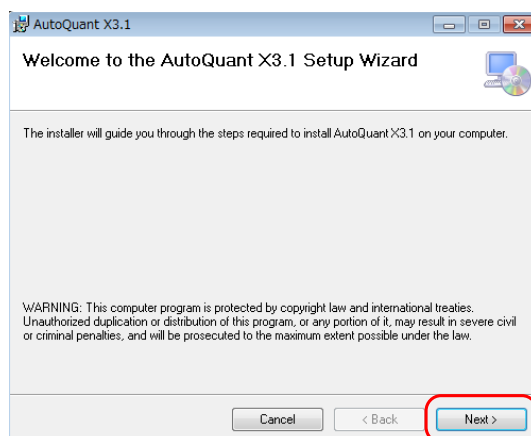 AutoQuant X3.1
Welcome to the AutoQuant X3.1 Setup Wizard
The installer will guide you through the steps required to install AutoQuant X3.1 on your computer.
WARNING: This computer program is protected by copyright law and international treaties.
Unauthorized duplication or distribution of this program, or any portion of it, may result in severe civil
or criminal penalties, and will be prosecuted to the maximum extent possible under the law.
Cancel
< Back
Next >